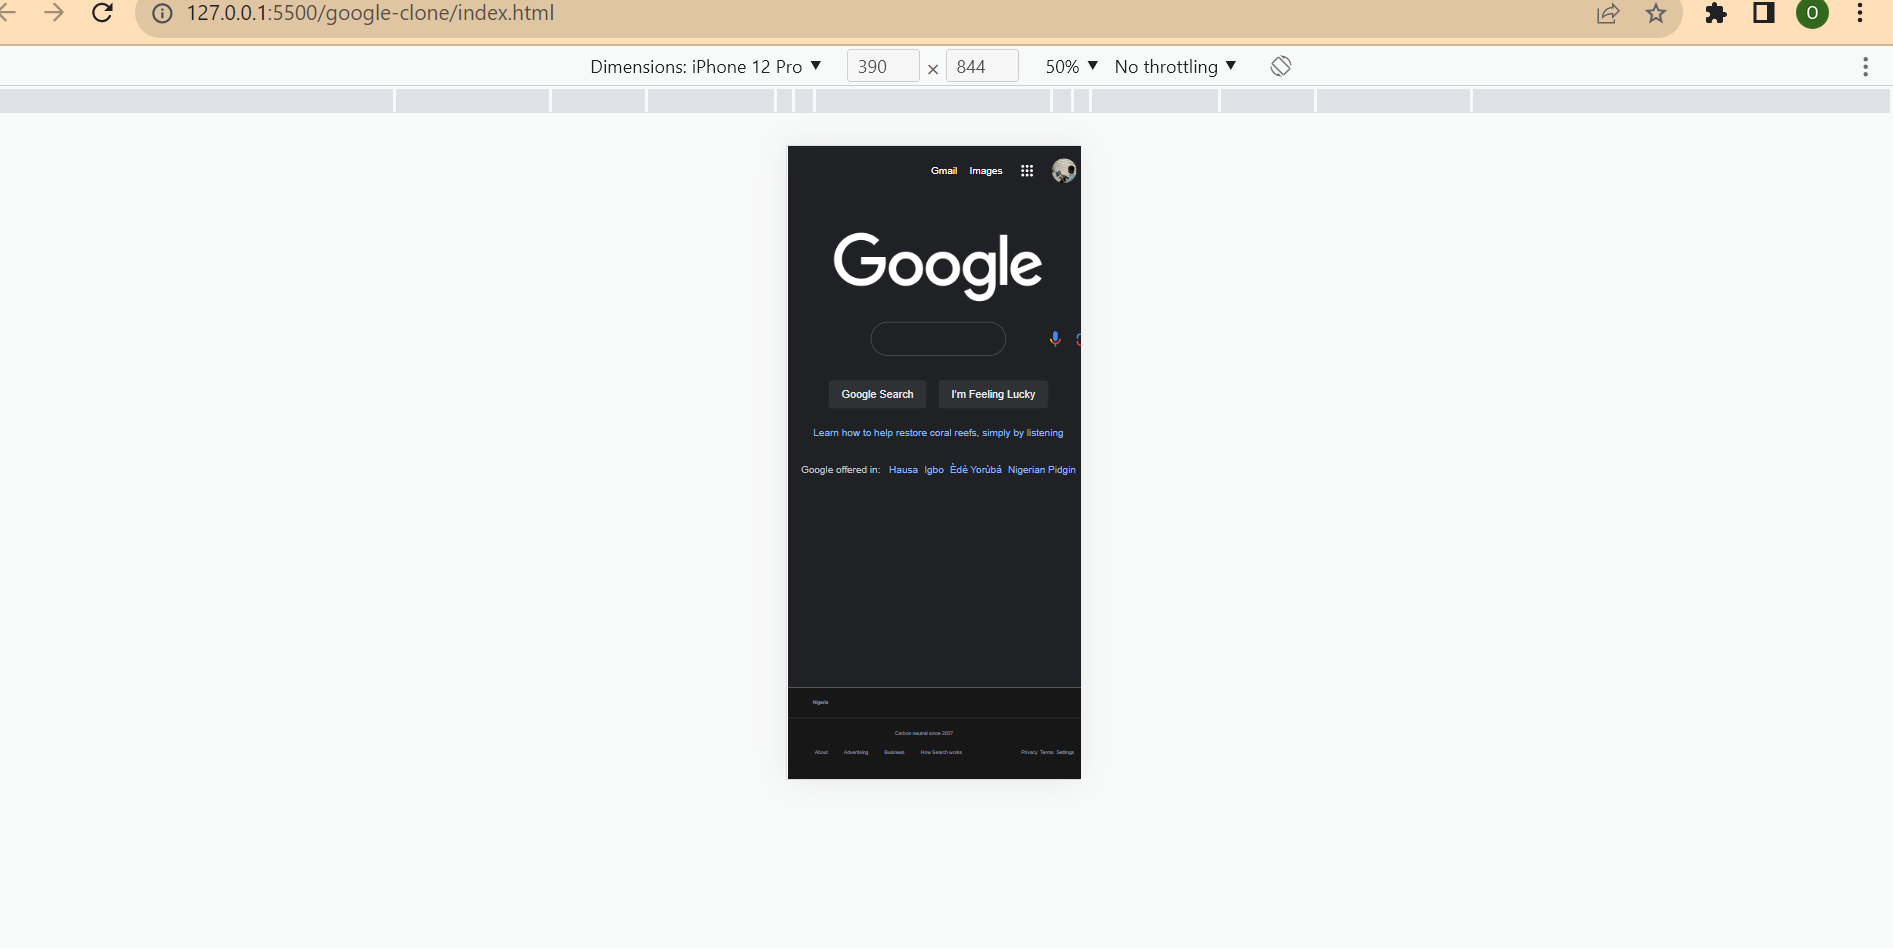 127.0.0.1:5500/google-clone/index.html
O
Dimensions: iPhone 12 Pro ▼ 390 × 844 50% ▼ No throttling ▼
Gmail Images
Google
Google Search I'm Feeling Lucky
Learn how to help restore coral reefs, simply by listening
Google offered in: Hausa Igbo Èdè Yorùbá Nigerian Pidgin
Nigeria
Carbon neutral since 2007
About Advertising Business How Search works Privacy Terms Settings